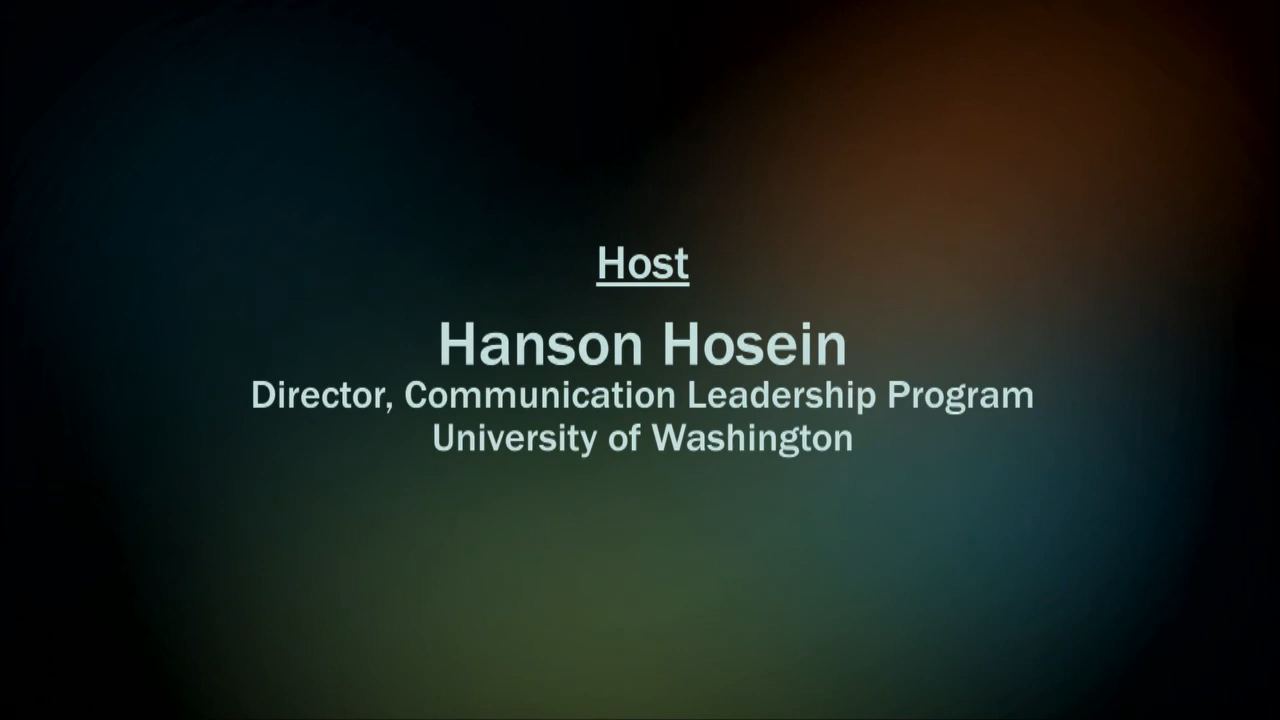 Host
Hanson Hosein
Director, Communication Leadership Program
University of Washington